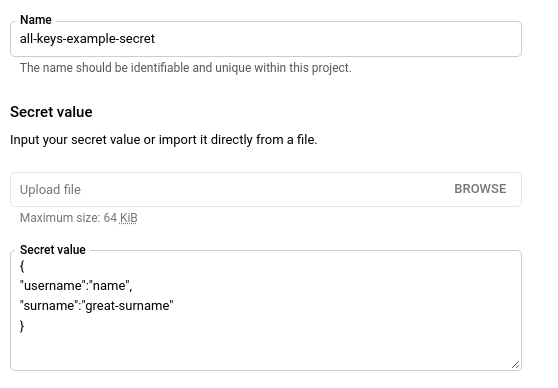 Name
all-keys-example-secret
The name should be identifiable and unique within this project.
Secret value
Input your secret value or import it directly from a file.
Upload file BROWSE
Maximum size: 64 KiB
Secret value
{
"username":"name",
"surname":"great-surname"
}